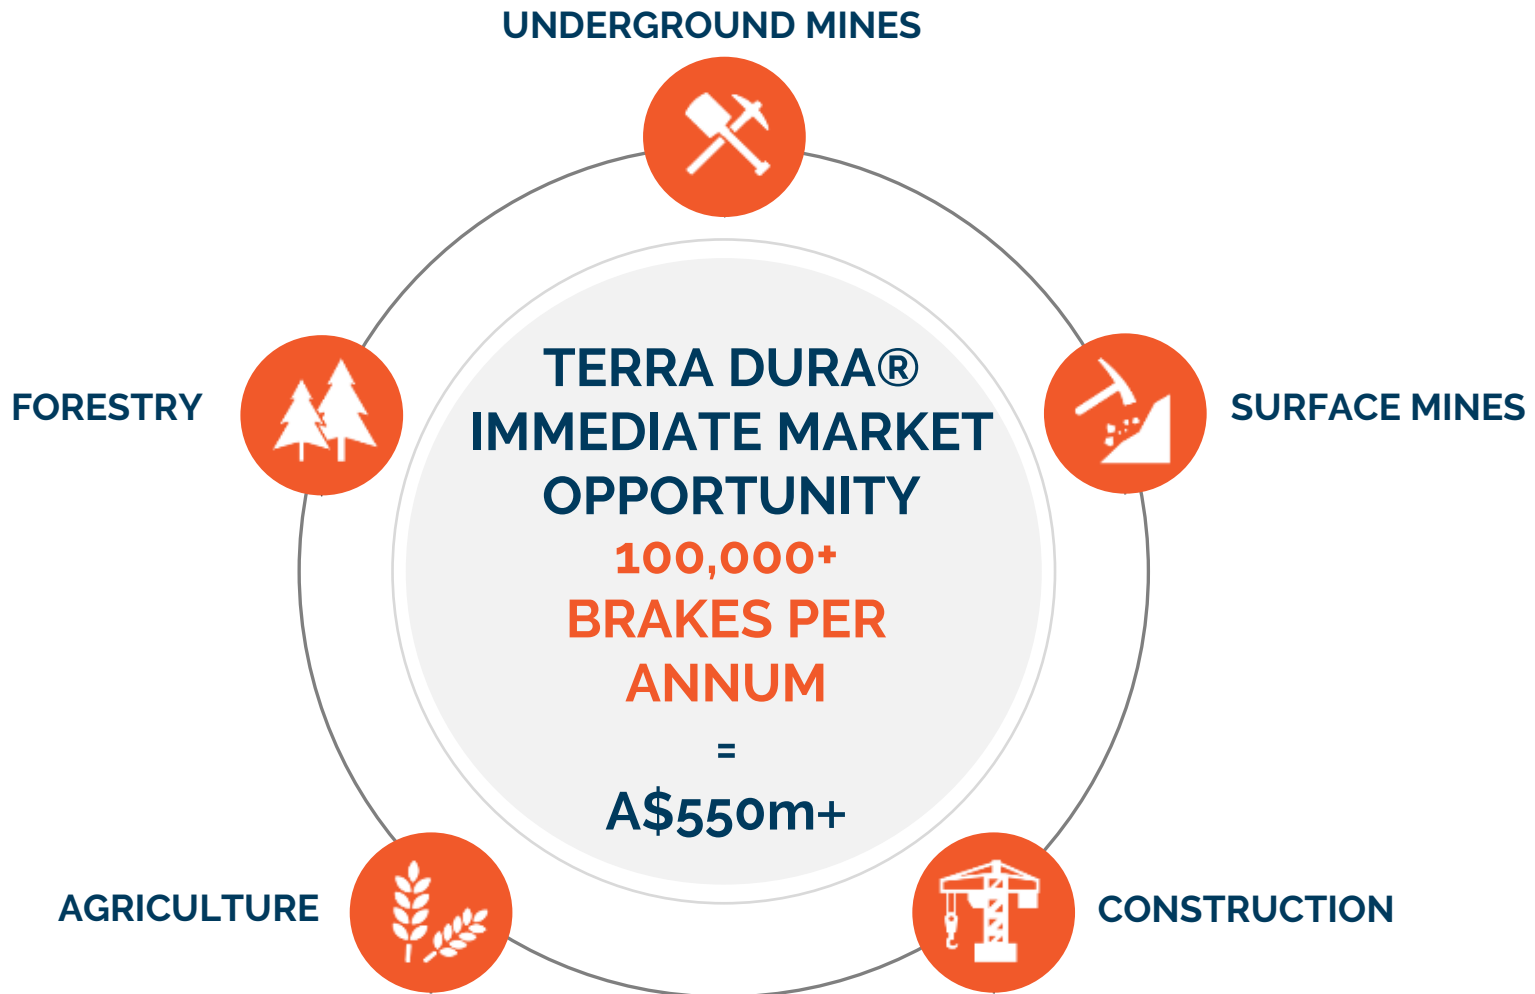 UNDERGROUND MINES
FORESTRY
SURFACE MINES
TERRA DURA®
IMMEDIATE MARKET
OPPORTUNITY
100,000+
BRAKES PER
ANNUM
=
A$550m+
AGRICULTURE
CONSTRUCTION